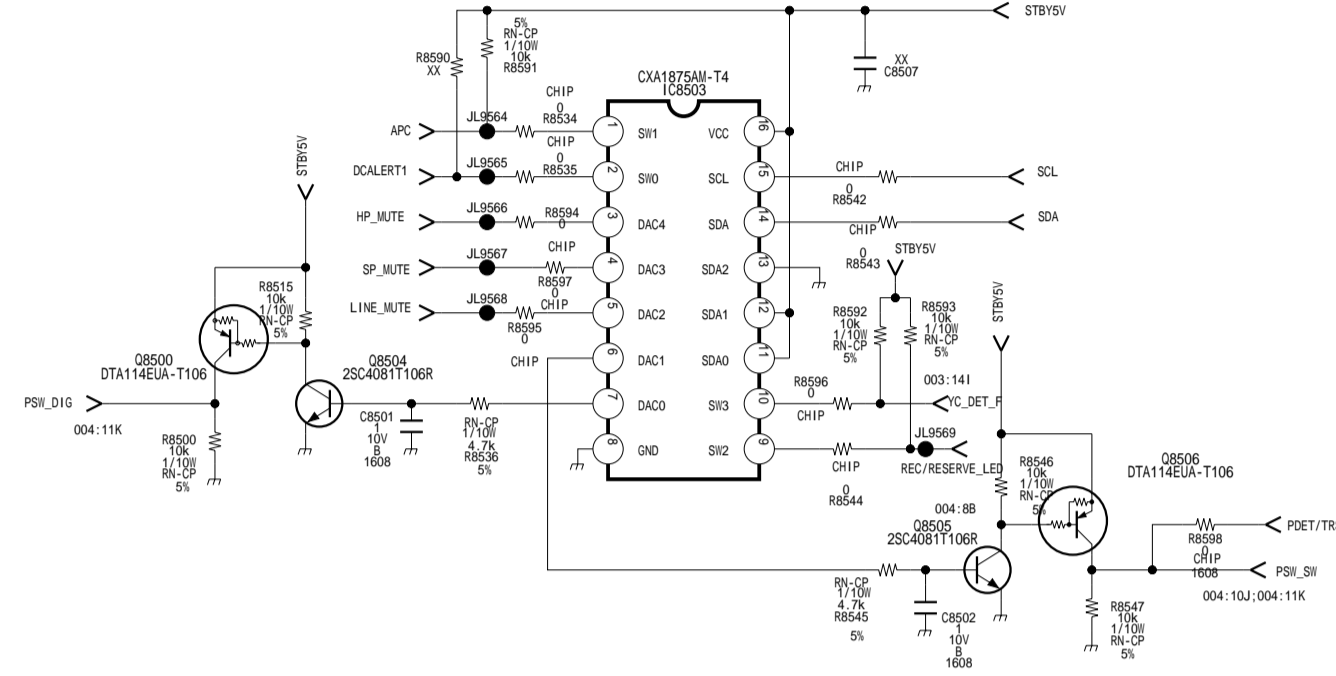 STBY5V
5%
RN-CP
1/10W
10k
R8591
R8590
XX
XX
C8507
CXA1875AM-T4
IC8503
CHIP
0
R8534
APC
JL9564
1
SW1
VCC
16
CHIP
0
R8535
DCALERT1
JL9565
2
SW0
SCL
15
CHIP
0
R8542
SCL
HP_MUTE
JL9566
R8594
0
3
DAC4
SDA
14
CHIP
0
R8543
SDA
STBY5V
SP_MUTE
JL9567
CHIP
R8597
0
4
DAC3
SDA2
13
STBY5V
LINE_MUTE
JL9568
CHIP
R8595
0
5
DAC2
SDA1
12
R8592
10k
1/10W
RN-CP
5%
R8593
10k
1/10W
RN-CP
5%
STBY5V
R8515
10k
1/10W
RN-CP
5%
Q8500
DTA114EUA-T106
Q8504
2SC4081T106R
CHIP
6
DAC1
SDA0
11
R8596
0
CHIP
003:14I
YC_DET_F
PSW_DIG
004:11K
7
DAC0
SW3
10
JL9569
R8500
10k
1/10W
RN-CP
5%
C8501
1
10V
B
1608
RN-CP
1/10W
4.7k
R8536
5%
8
GND
SW2
9
CHIP
0
R8544
REC/RESERVE_LED
004:8B
R8546
10k
1/10W
RN-CP
5%
Q8506
DTA114EUA-T106
Q8505
2SC4081T106R
R8598
0
CHIP
1608
PDET/TR
PSW_SW
004:10J;004:11K
RN-CP
1/10W
4.7k
R8545
5%
C8502
1
10V
B
1608
R8547
10k
1/10W
RN-CP
5%